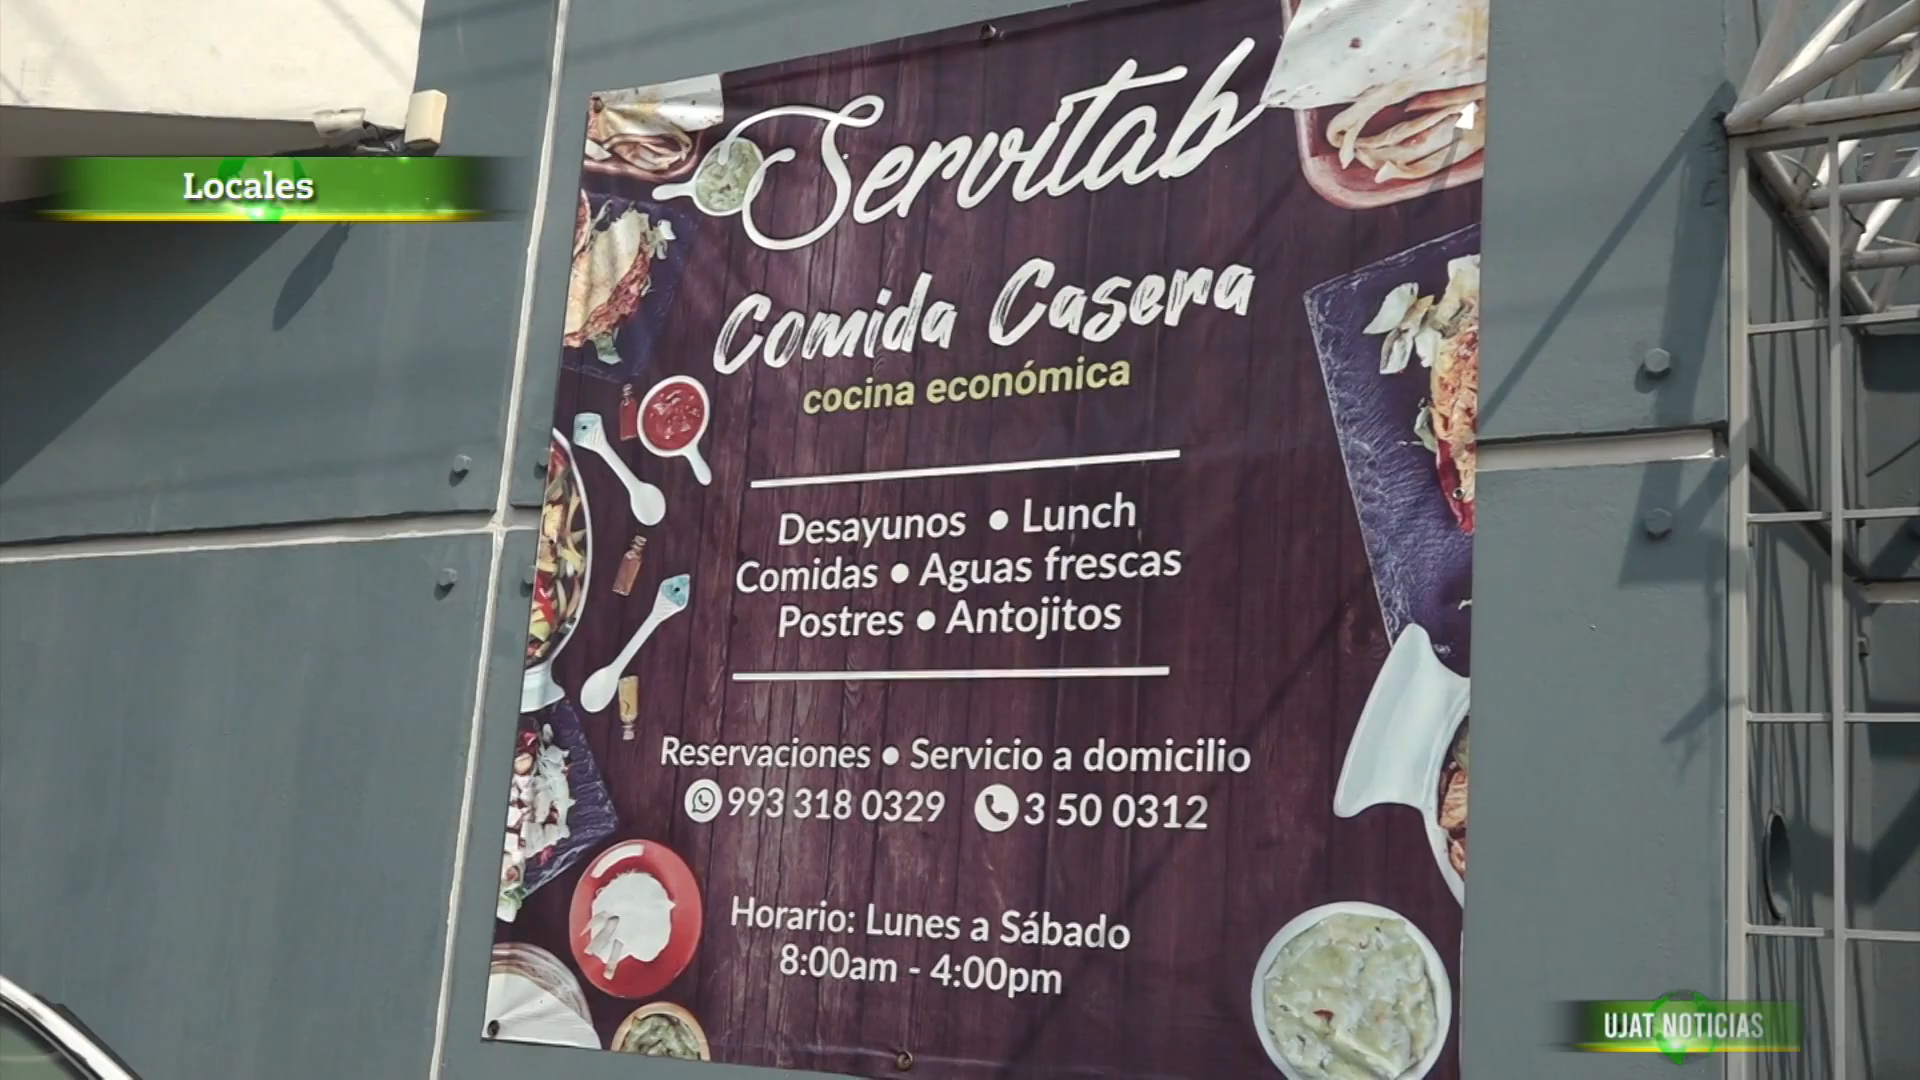 Locales
Servitab
Comida Casera
cocina económica
Desayunos • Lunch
Comidas • Aguas frescas
Postres • Antojitos
Reservaciones • Servicio a domicilio
993 318 0329 3 50 0312
Horario: Lunes a Sábado
8:00am - 4:00pm
UJAT NOTICIAS